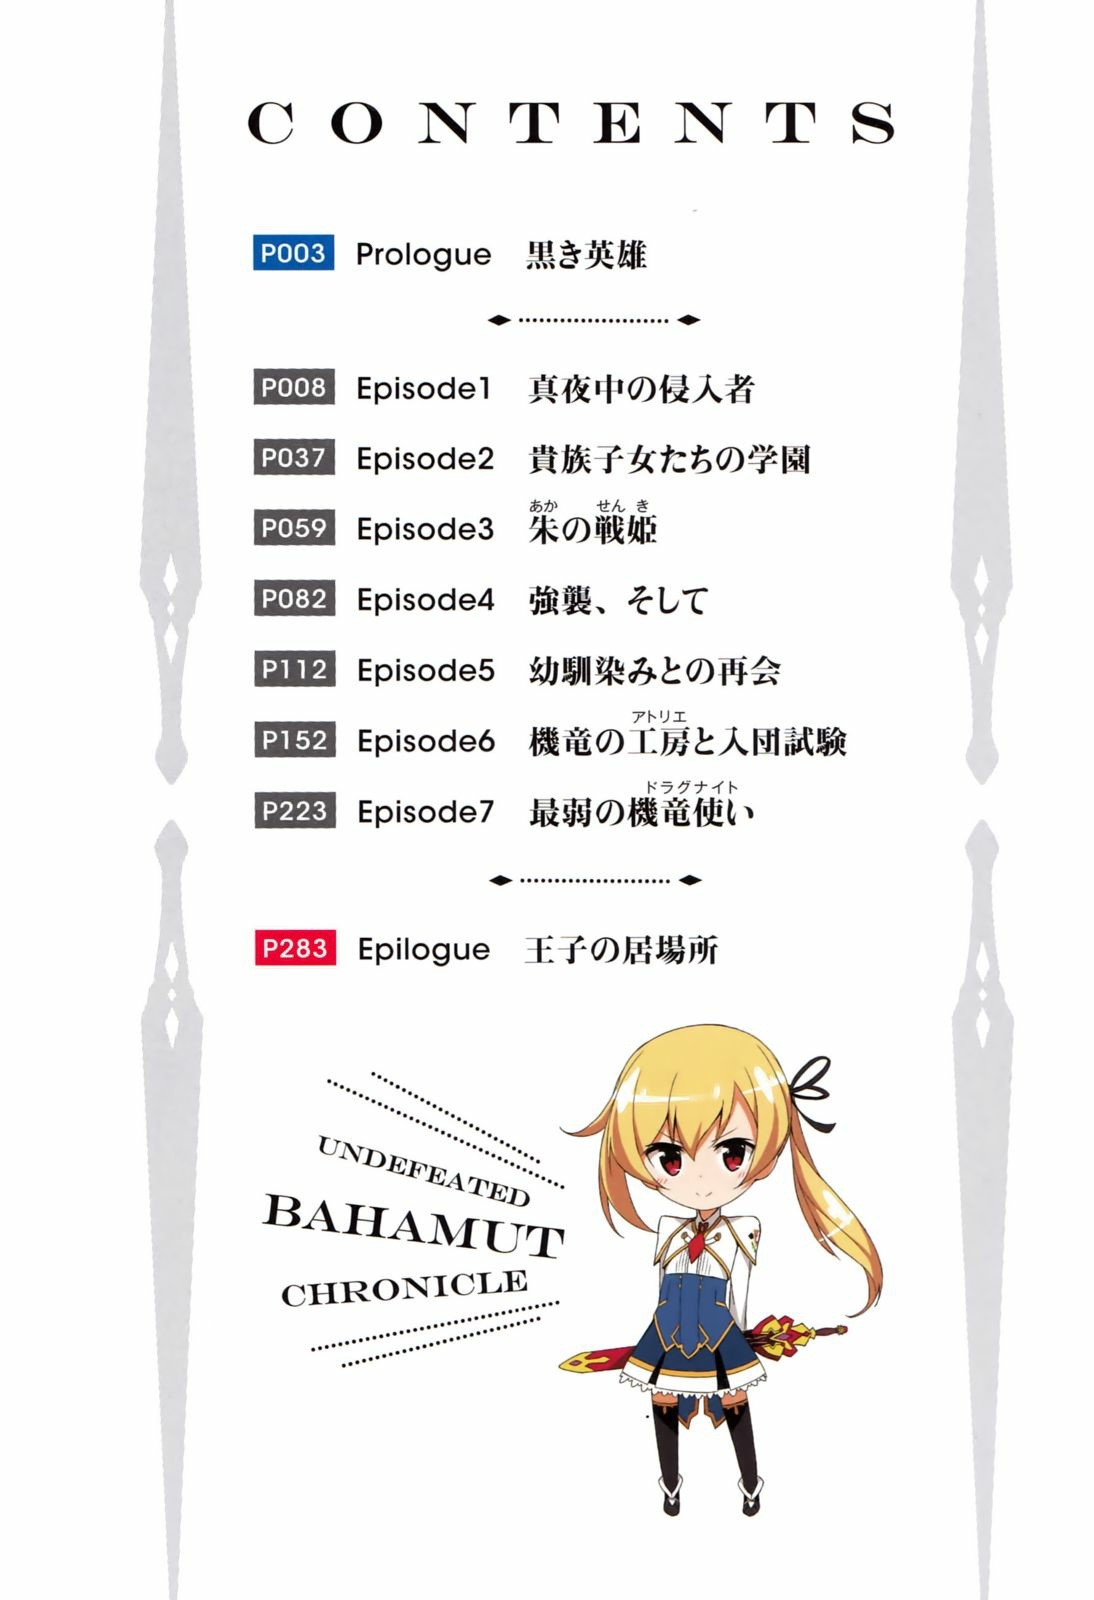 CONTENTS
P003 Prologue 黒き英雄
P008 Episode1 真夜中の侵入者
P037 Episode2 貴族子女たちの学園
あか せんき
P059 Episode3 朱の戦姫
P082 Episode4 強襲、そして
P112 Episode5 幼馴染みとの再会
アトリエ
P152 Episode6 機竜の工房と入団試験
ドラグナイト
P223 Episode7 最弱の機竜使い
P283 Epilogue 王子の居場所
UNDEFEATED
BAHAMUT
CHRONICLE